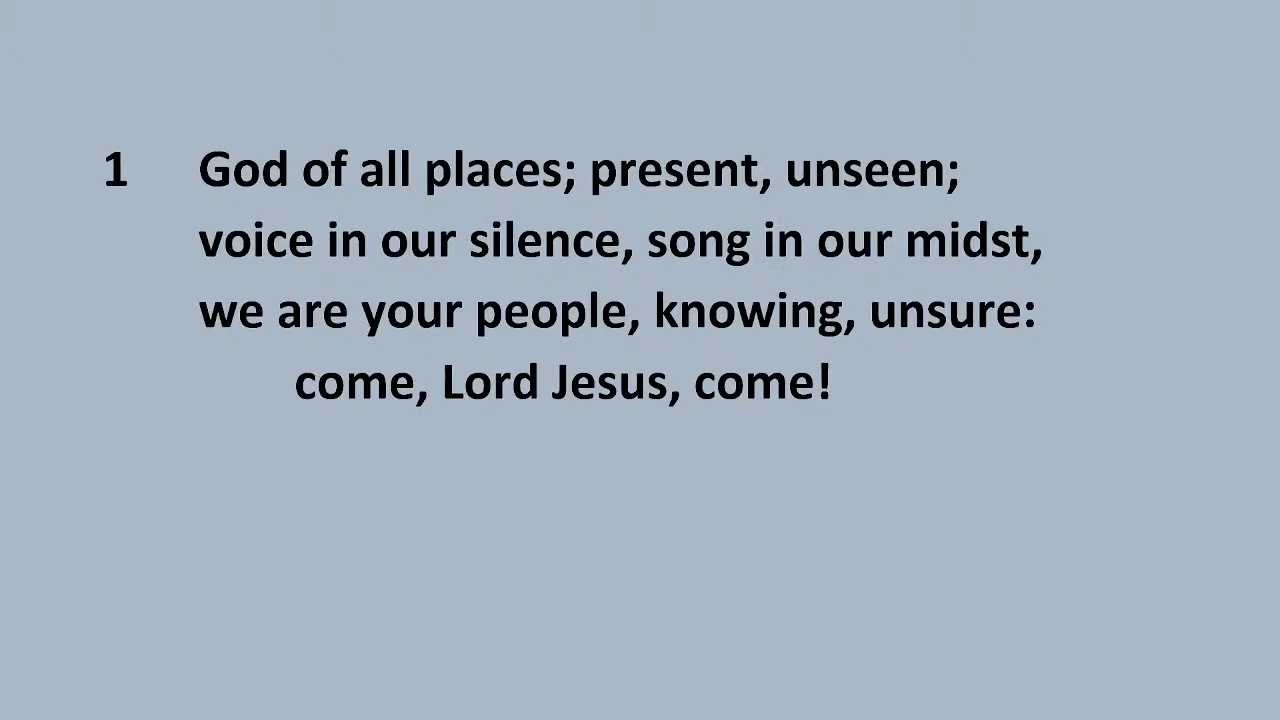 1 God of all places; present, unseen;
voice in our silence, song in our midst,
we are your people, knowing, unsure:
come, Lord Jesus, come!